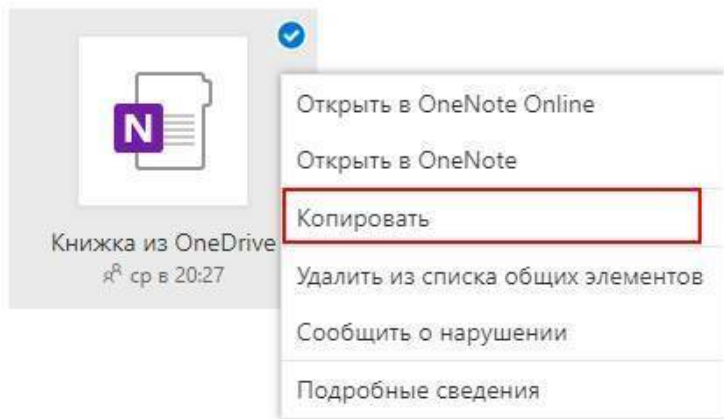 N
Книжка из OneDrive
ср в 20:27
Открыть в OneNote Online
Открыть в OneNote
Копировать
Удалить из списка общих элементов
Сообщить о нарушении
Подробные сведения